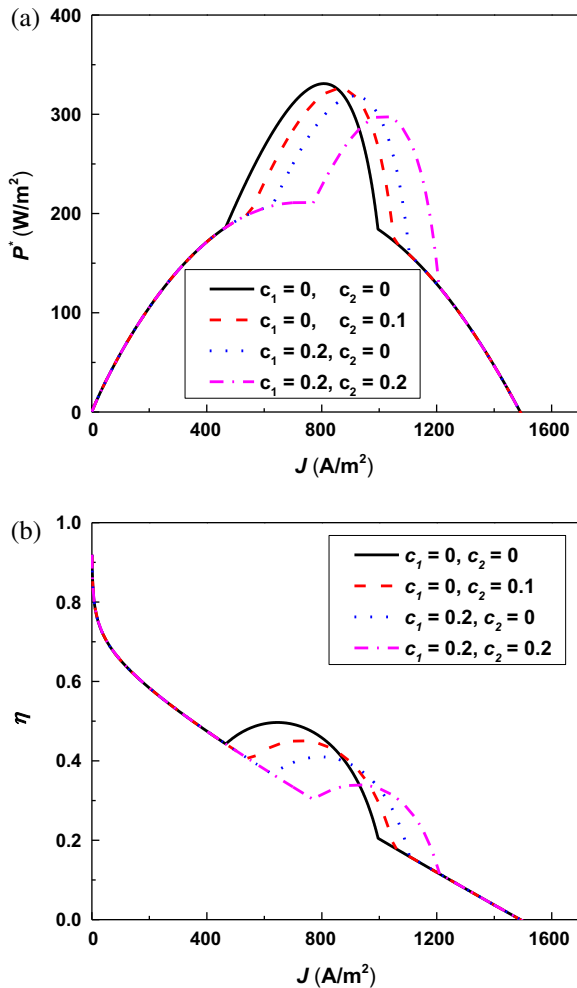 (a)
400
300
200
100
0
P* (W/m²)
c₁ = 0, c₂ = 0
c₁ = 0, c₂ = 0.1
c₁ = 0.2, c₂ = 0
c₁ = 0.2, c₂ = 0.2
0 400 800 1200 1600
J (A/m²)
(b)
1.0
0.8
0.6
0.4
0.2
0.0
η
c₁ = 0, c₂ = 0
c₁ = 0, c₂ = 0.1
c₁ = 0.2, c₂ = 0
c₁ = 0.2, c₂ = 0.2
0 400 800 1200 1600
J (A/m²)